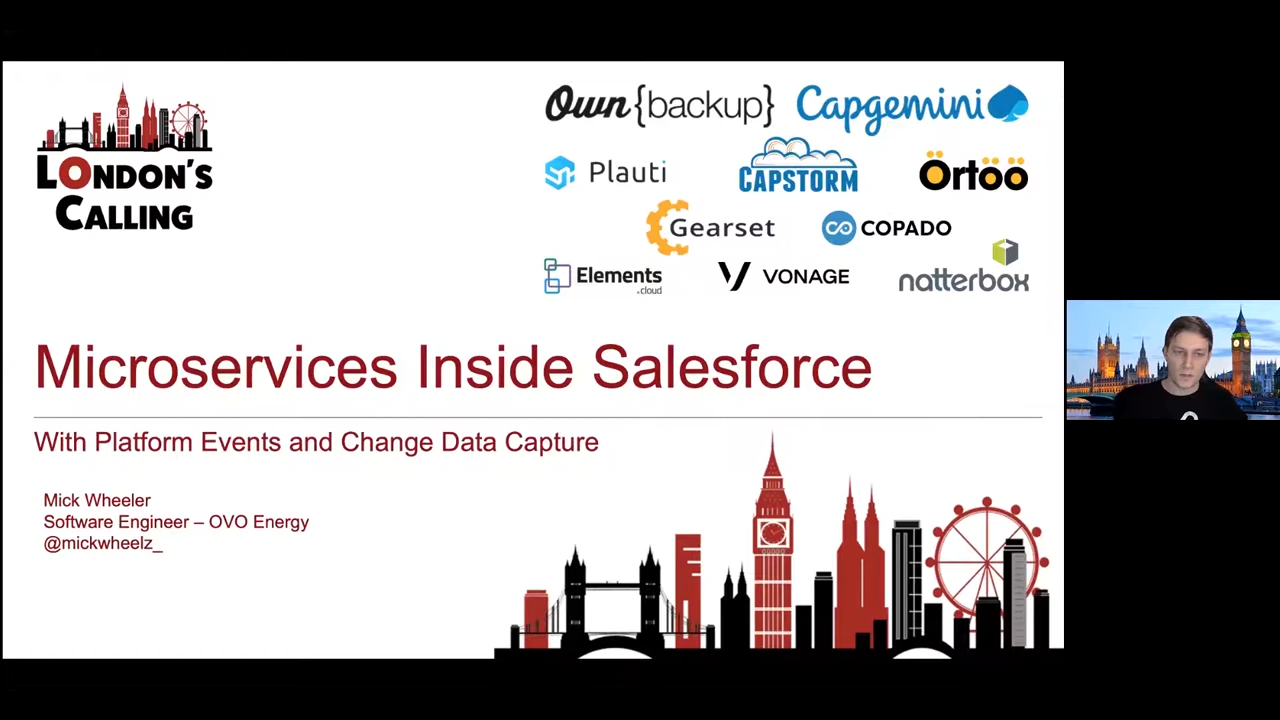 LONDON'S
CALLING
Own{backup}
Capgemini
Plauti
CAPSTORM
Örtöö
Gearset
COPADO
Elements
.cloud
VONAGE
natterbox
Microservices Inside Salesforce
With Platform Events and Change Data Capture
Mick Wheeler
Software Engineer – OVO Energy
@mickwheelz_